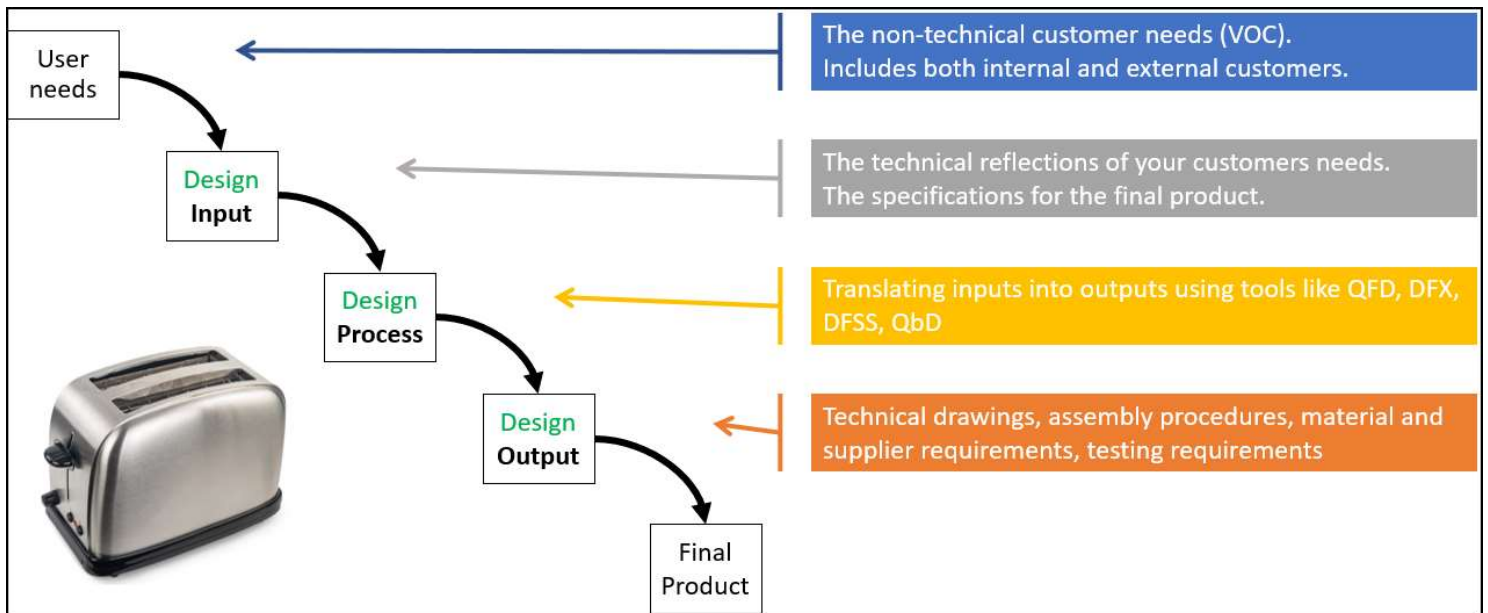 User
needs
The non-technical customer needs (VOC).
Includes both internal and external customers.
Design
Input
The technical reflections of your customers needs.
The specifications for the final product.
Design
Process
Translating inputs into outputs using tools like QFD, DFX,
DFSS, QbD
Design
Output
Technical drawings, assembly procedures, material and
supplier requirements, testing requirements
Final
Product